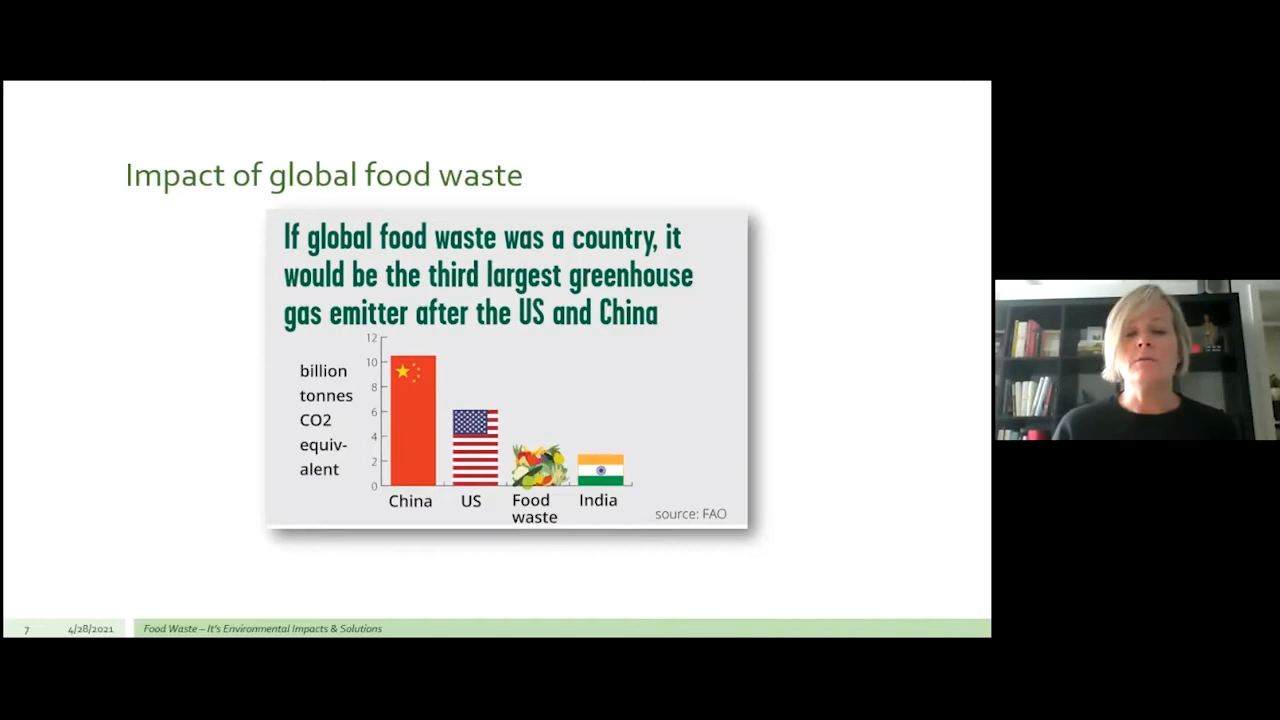 Impact of global food waste
If global food waste was a country, it
would be the third largest greenhouse
gas emitter after the US and China
billion
tonnes
CO2
equiv-
alent
12
10
8
6
4
2
0
China
US
Food
waste
India
source: FAO
7
4/28/2021
Food Waste – It's Environmental Impacts & Solutions